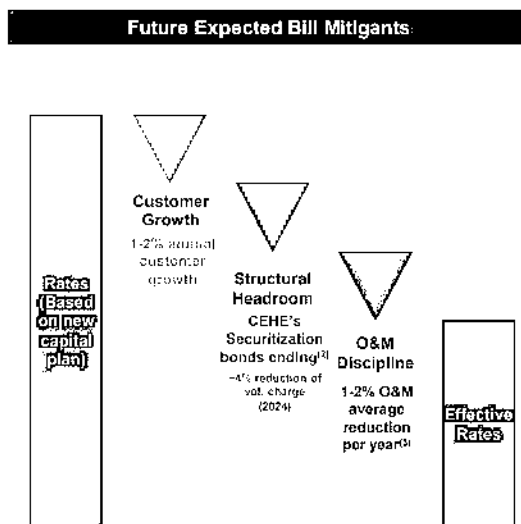 Future Expected Bill Mitigants
Customer
Growth
1-2% annual
customer
growth
Structural
Headroom
CEHE's
Securitization
bonds ending(2)
~4% reduction of
vol. charge
(2024)
O&M
Discipline
1-2% O&M
average
reduction
per year(3)
Rates
(Based
on new
capital
plan)
Effective
Rates